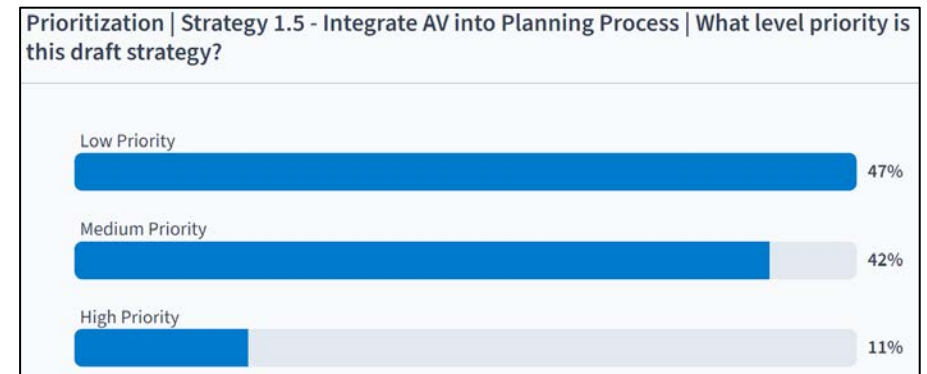 Prioritization | Strategy 1.5 - Integrate AV into Planning Process | What level priority is
this draft strategy?
Low Priority
47%
Medium Priority
42%
High Priority
11%